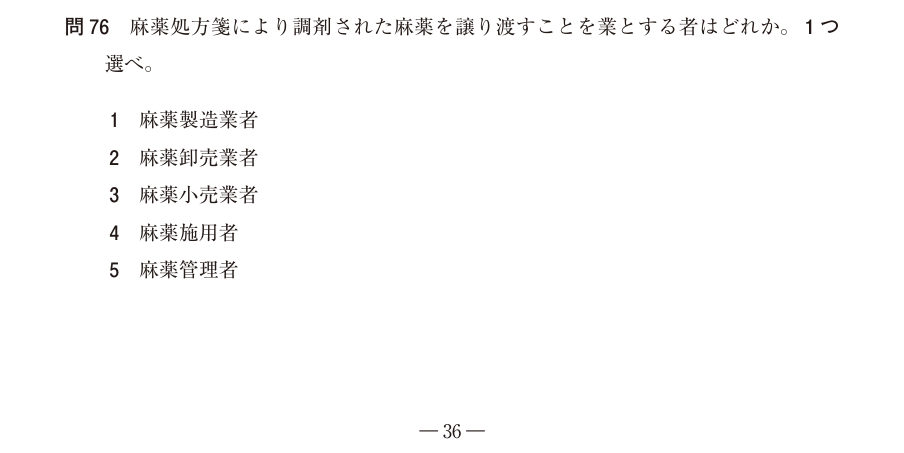 問 76　麻薬処方箋により調剤された麻薬を譲り渡すことを業とする者はどれか。1 つ
選べ。
1　麻薬製造業者
2　麻薬卸売業者
3　麻薬小売業者
4　麻薬施用者
5　麻薬管理者
— 36 —